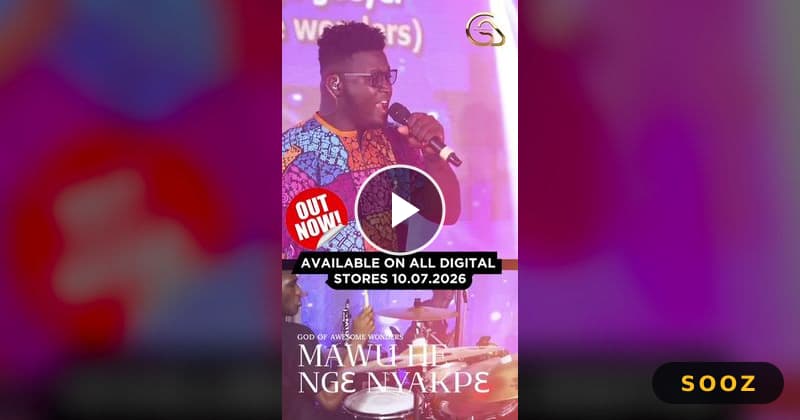 e wonders)
OUT
NOW!
AVAILABLE ON ALL DIGITAL
STORES 10.07.2026
GOD OF AWESOME WONDERS
MAWU HE
NGƐ NYAKPƐ
SOOZ